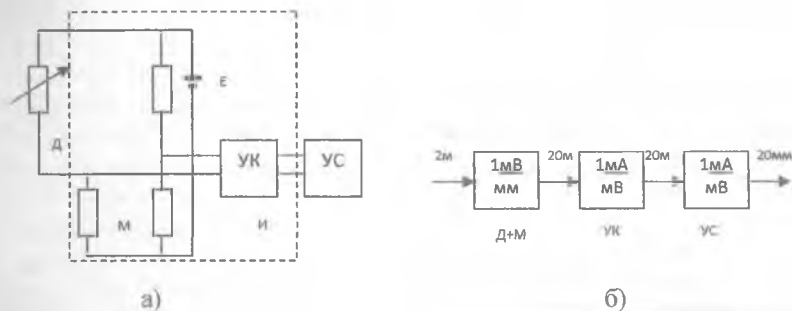 Д
ε
УК
УС
М
И
а)
2м
1мВ
мм
20м
1мА
мВ
20м
1мА
мВ
20мм
Д+М
УК
УС
б)